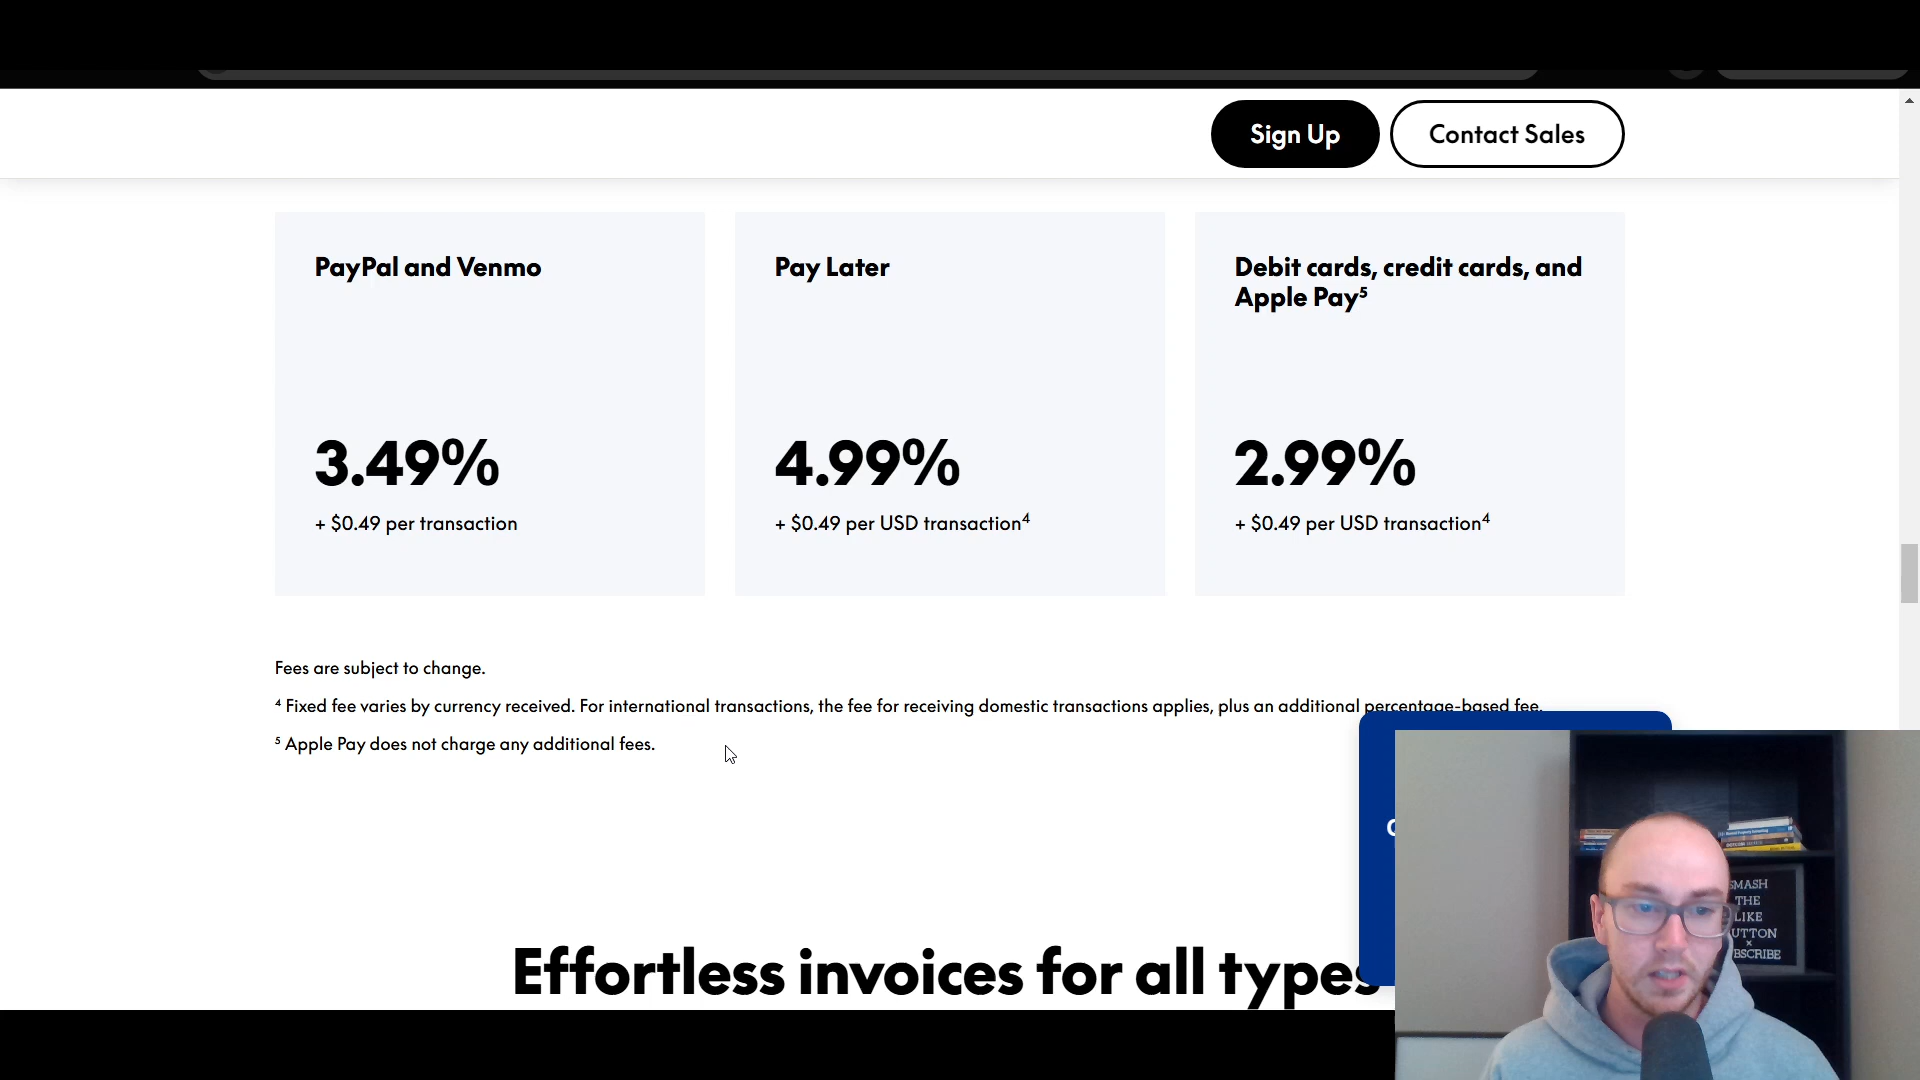 Sign Up
Contact Sales
PayPal and Venmo
3.49%
+ $0.49 per transaction
Pay Later
4.99%
+ $0.49 per USD transaction⁴
Debit cards, credit cards, and
Apple Pay⁵
2.99%
+ $0.49 per USD transaction⁴
Fees are subject to change.
⁴ Fixed fee varies by currency received. For international transactions, the fee for receiving domestic transactions applies, plus an additional percentage-based fee.
⁵ Apple Pay does not charge any additional fees.
Effortless invoices for all types
SMASH
THE
LIKE
UTTON
×
BSCRIBE